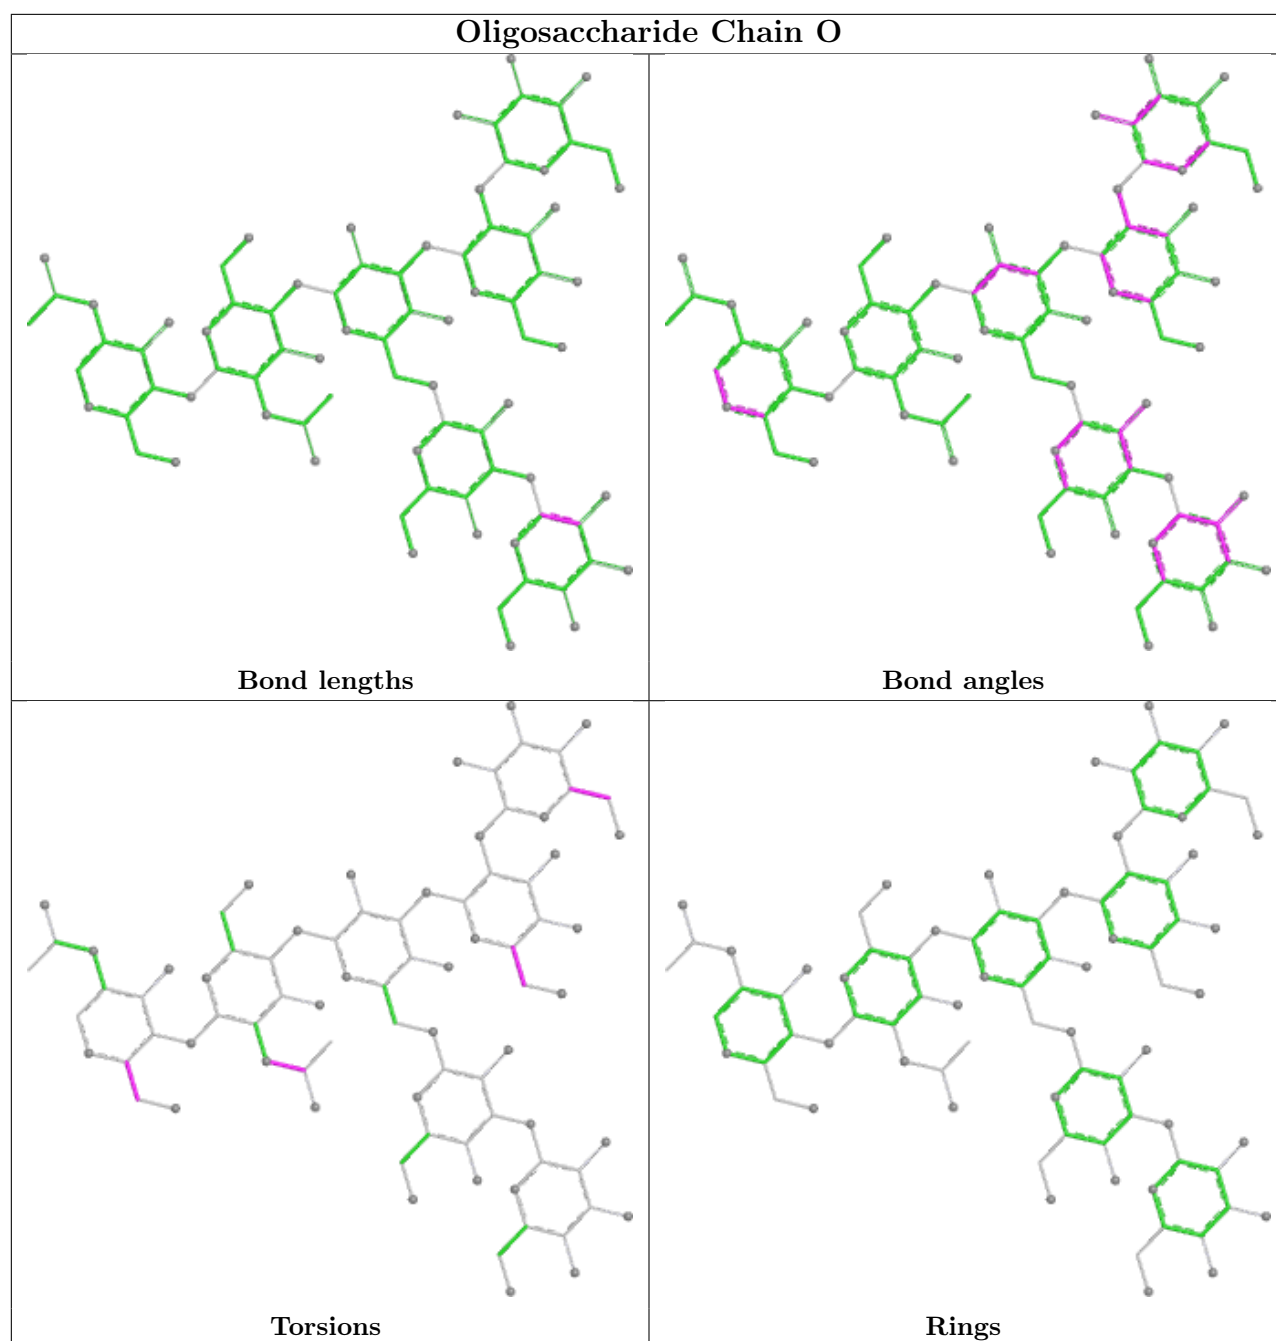 Oligosaccharide Chain O
Bond lengths
Bond angles
Torsions
Rings